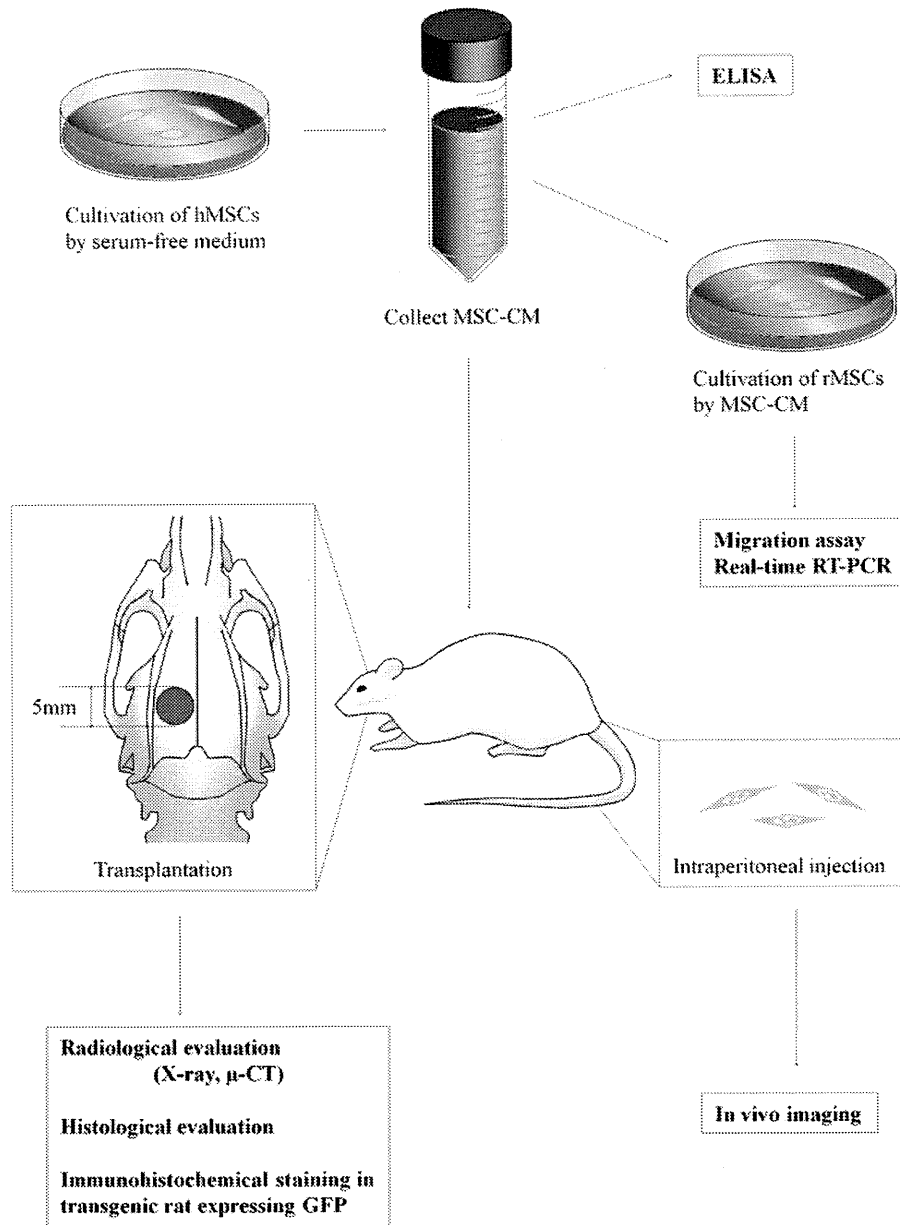 ELISA
Cultivation of hMSCs
by serum-free medium
Collect MSC-CM
Cultivation of rMSCs
by MSC-CM
Migration assay
Real-time RT-PCR
5mm
Transplantation
Intraperitoneal injection
Radiological evaluation
(X-ray, μ-CT)
Histological evaluation
Immunohistochemical staining in
transgenic rat expressing GFP
In vivo imaging